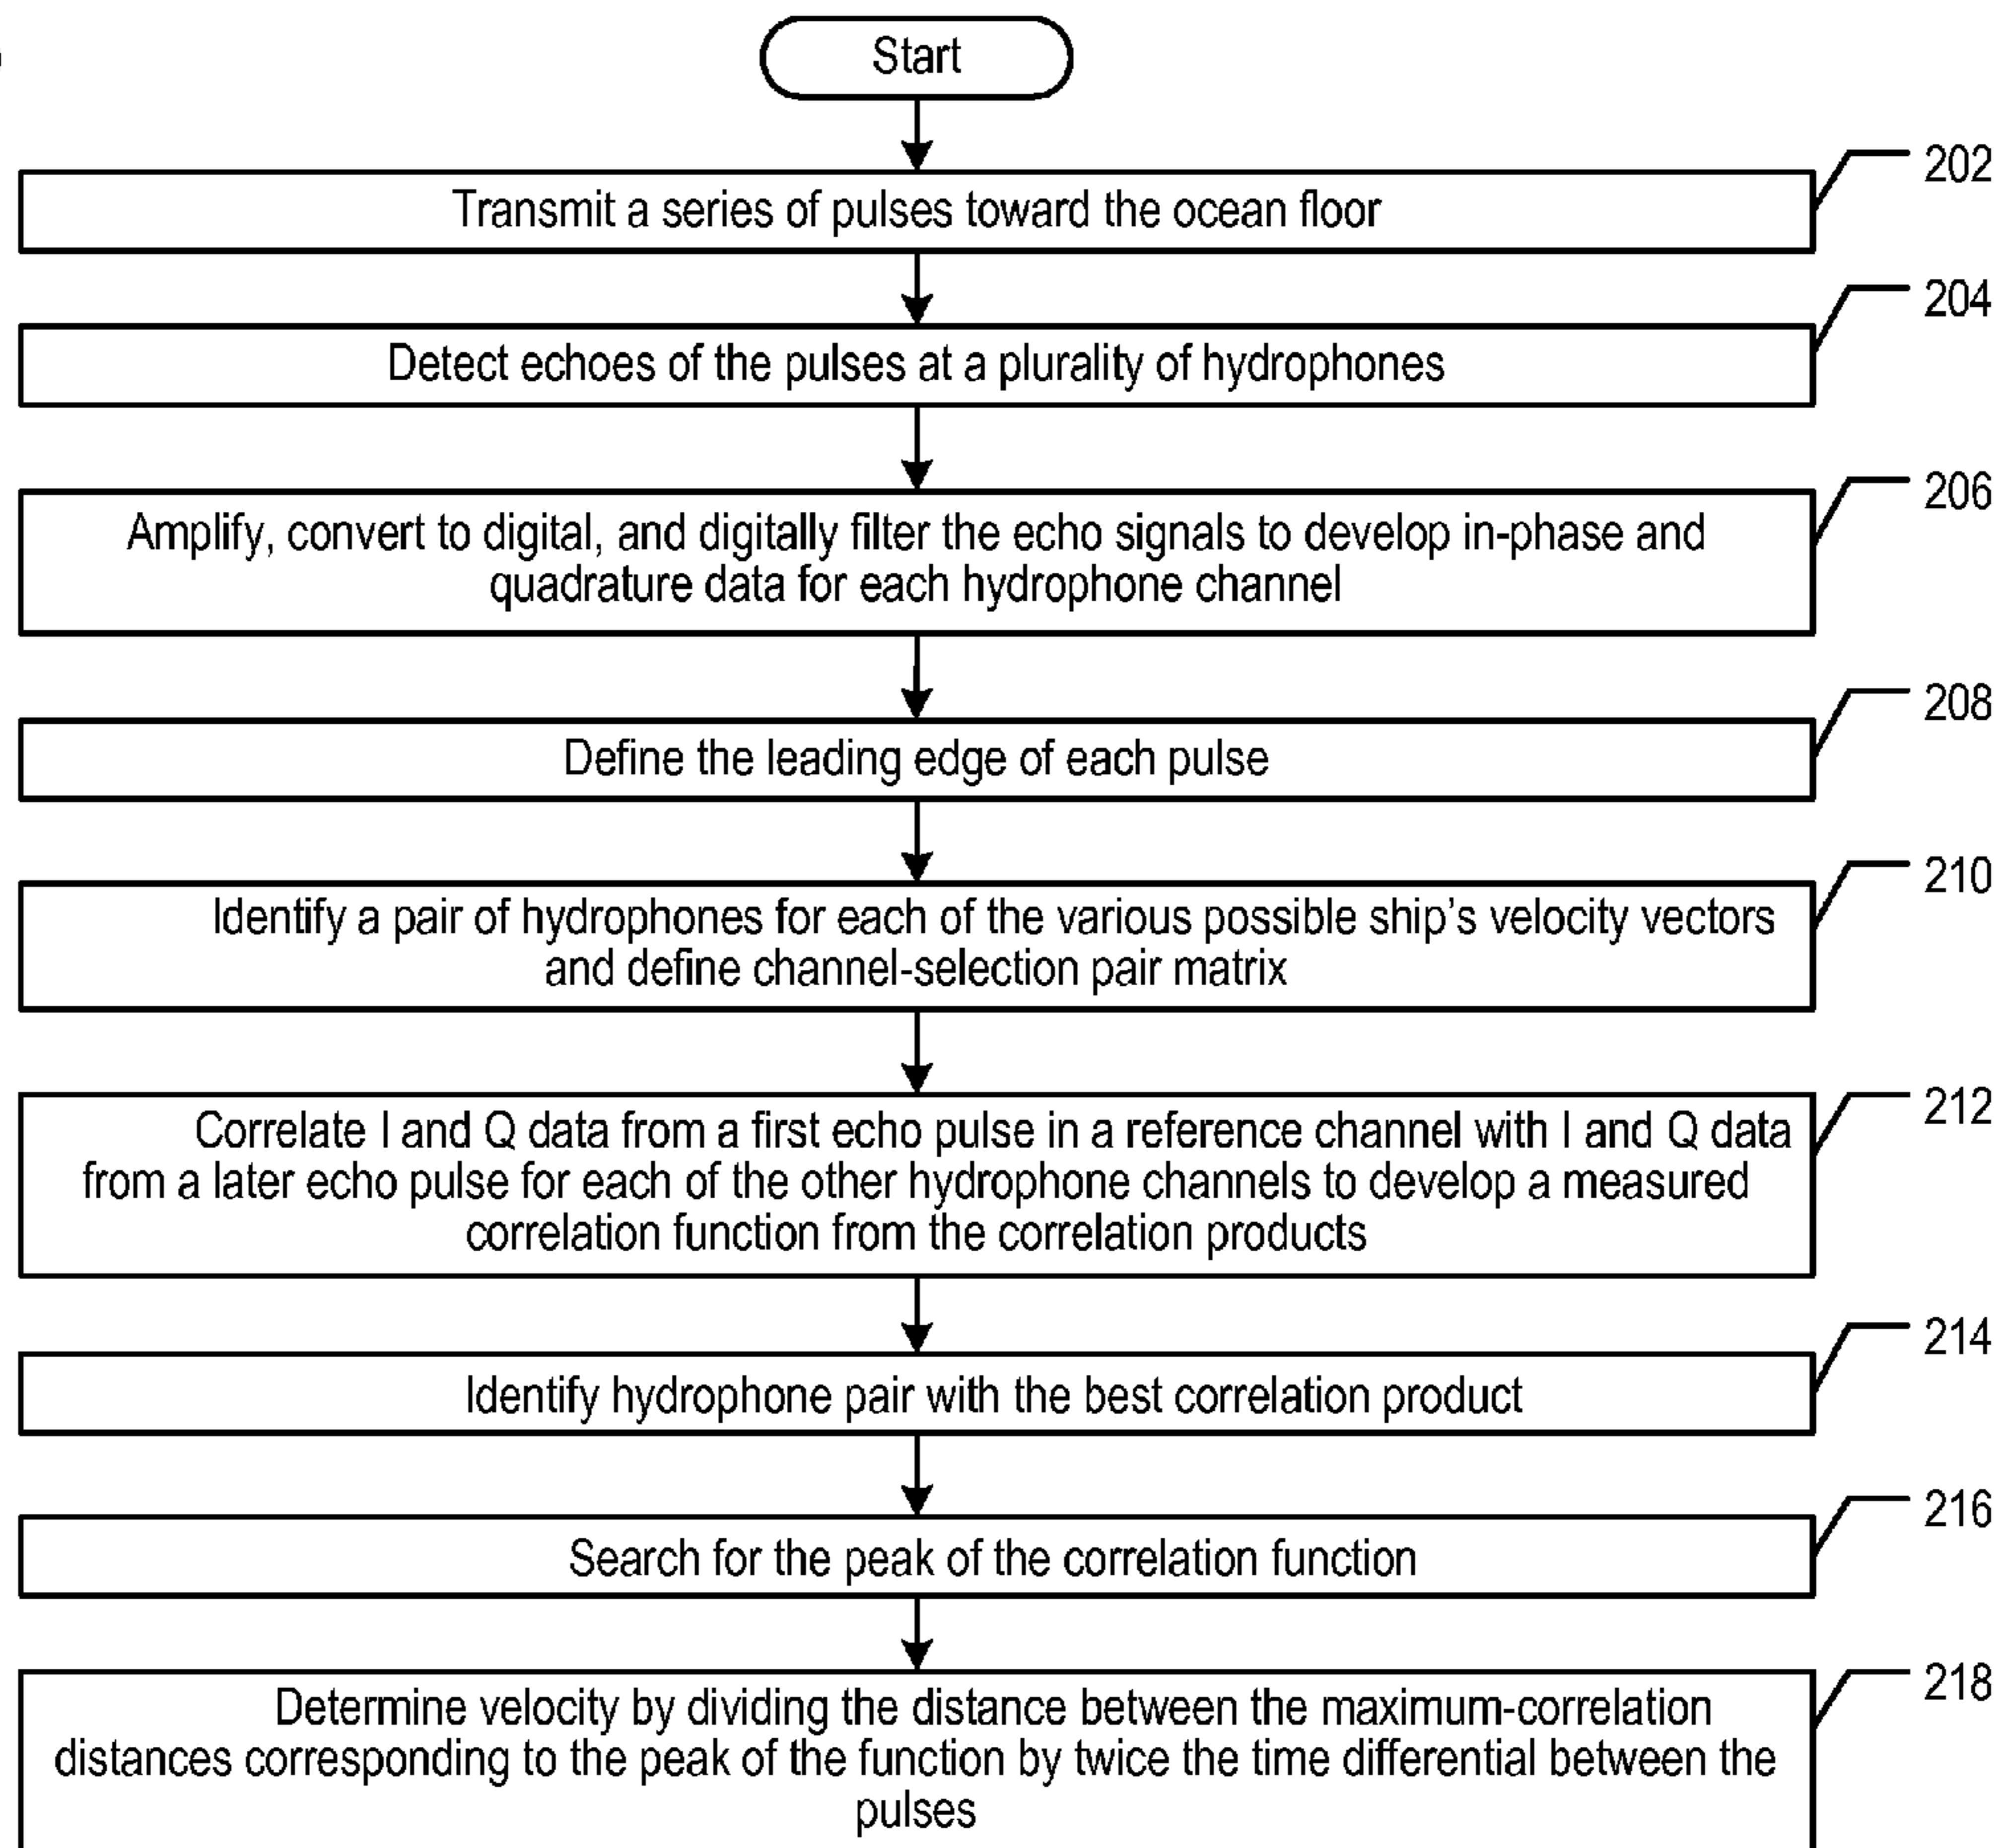 Start
202
Transmit a series of pulses toward the ocean floor
204
Detect echoes of the pulses at a plurality of hydrophones
206
Amplify, convert to digital, and digitally filter the echo signals to develop in-phase and
quadrature data for each hydrophone channel
208
Define the leading edge of each pulse
210
Identify a pair of hydrophones for each of the various possible ship's velocity vectors
and define channel-selection pair matrix
212
Correlate I and Q data from a first echo pulse in a reference channel with I and Q data
from a later echo pulse for each of the other hydrophone channels to develop a measured
correlation function from the correlation products
214
Identify hydrophone pair with the best correlation product
216
Search for the peak of the correlation function
218
Determine velocity by dividing the distance between the maximum-correlation
distances corresponding to the peak of the function by twice the time differential between the
pulses